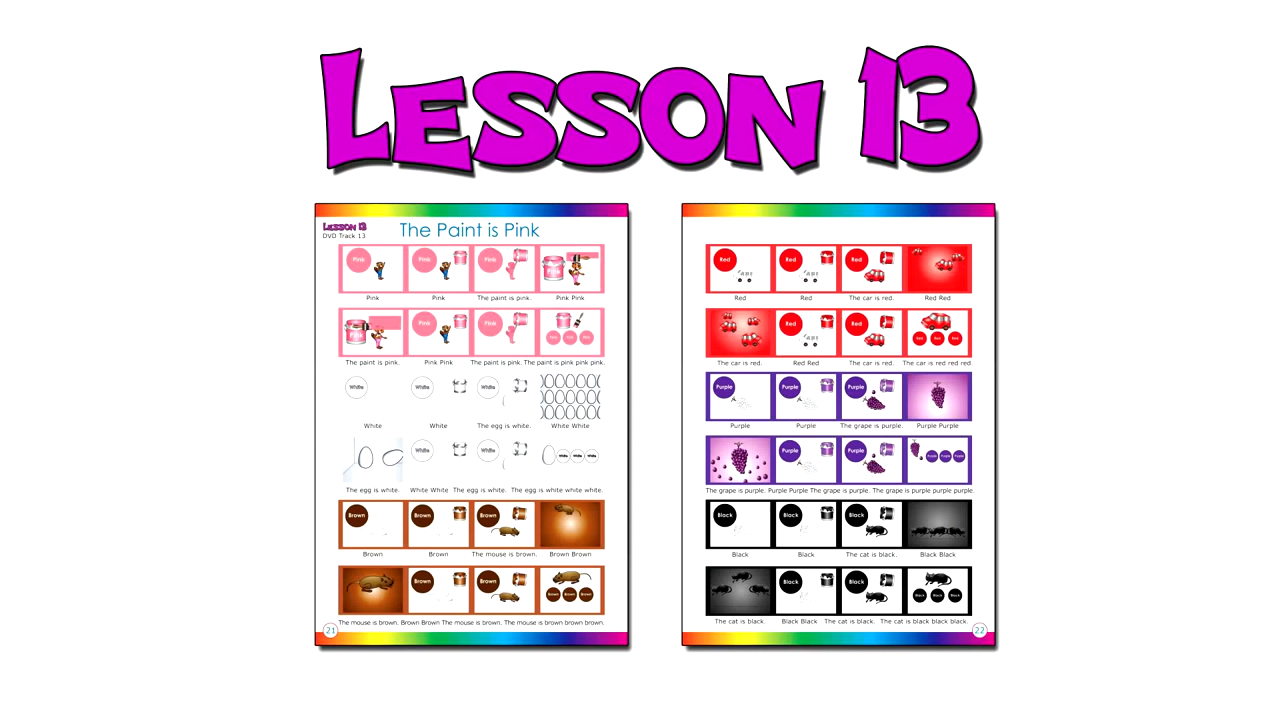 LESSON 13
LESSON 13
DVD Track 13
The Paint is Pink
Pink Pink Pink
Pink Pink The paint is pink. Pink Pink
Pink Pink Pink
The paint is pink. Pink Pink The paint is pink. The paint is pink pink pink.
White White White
White White The egg is white. White White
White White White White White
The egg is white. White White The egg is white. The egg is white white white.
Brown Brown Brown
Brown Brown The mouse is brown. Brown Brown
Brown Brown Brown Brown Brown
The mouse is brown. Brown Brown The mouse is brown. The mouse is brown brown brown.
21
Red Red Red
Red Red The car is red. Red Red
Red Red Red Red Red
The car is red. Red Red The car is red. The car is red red red.
Purple Purple Purple
Purple Purple The grape is purple. Purple Purple
Purple Purple Purple Purple Purple
The grape is purple. Purple Purple The grape is purple. The grape is purple purple purple.
Black Black Black
Black Black The cat is black. Black Black
Black Black Black Black Black
The cat is black. Black Black The cat is black. The cat is black black black.
22